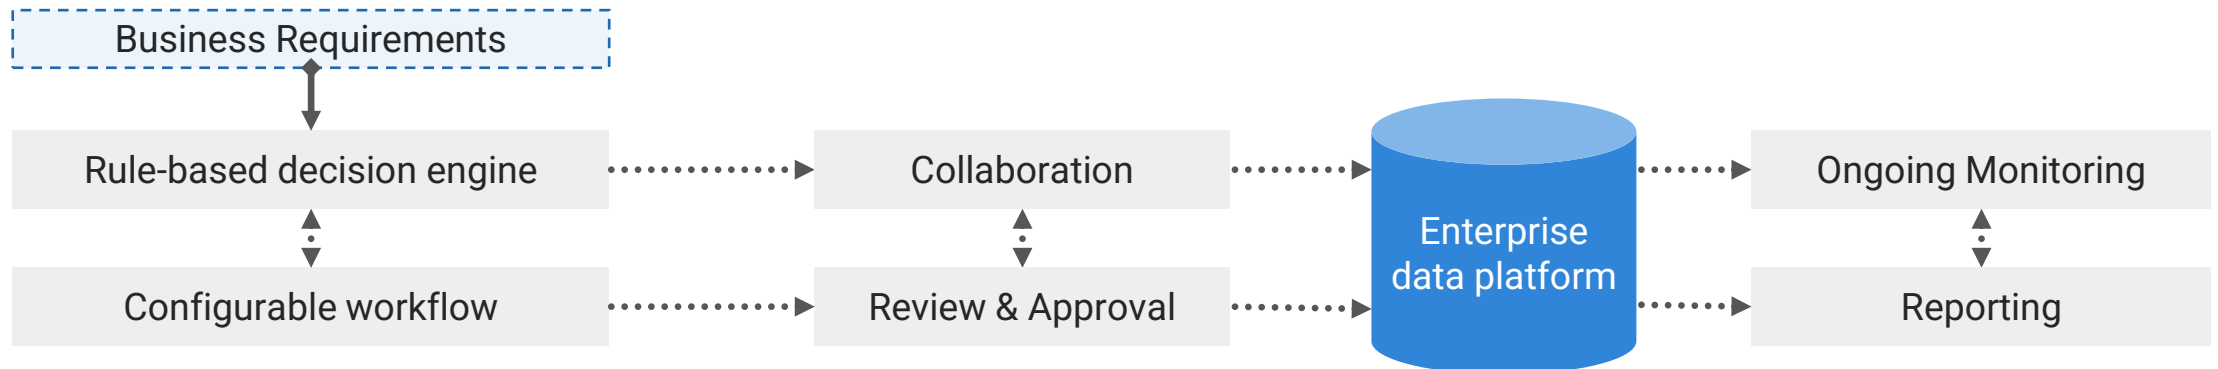 Business Requirements
Rule-based decision engine
Collaboration
Ongoing Monitoring
Enterprise
data platform
Configurable workflow
Review & Approval
Reporting